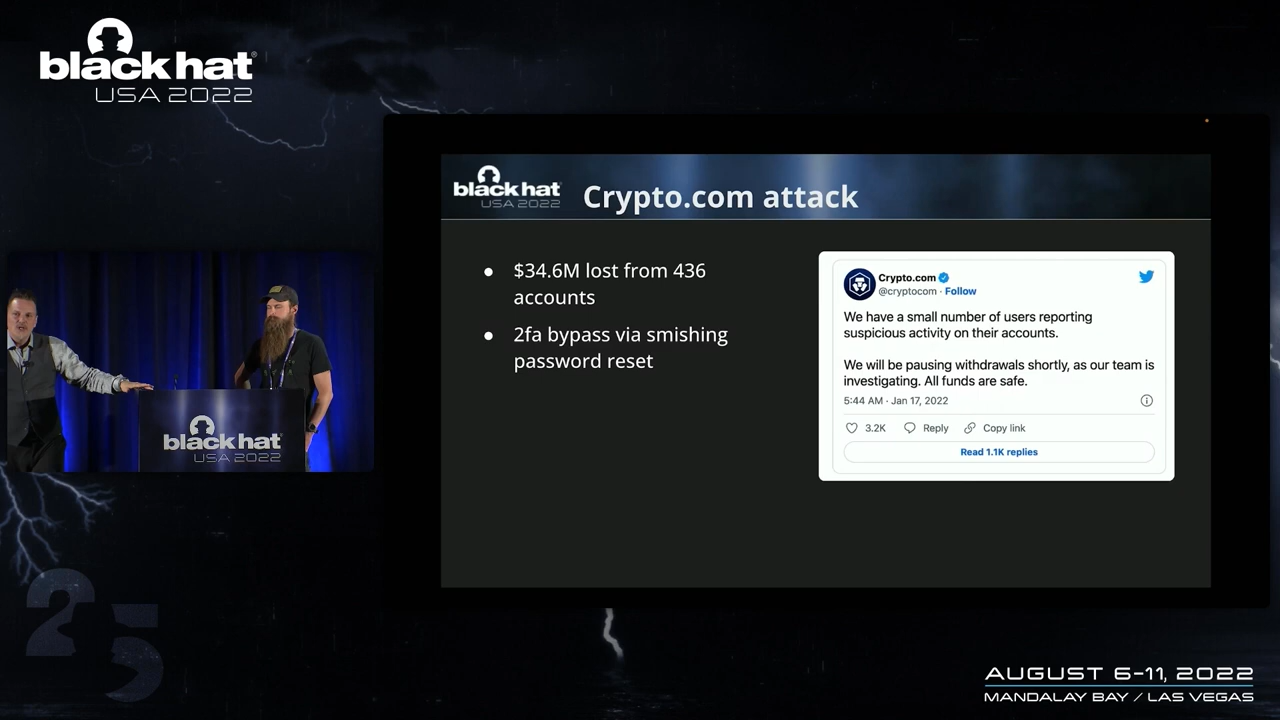 black hat®
USA 2022
black hat
USA 2022
Crypto.com attack
● $34.6M lost from 436
accounts
● 2fa bypass via smishing
password reset
Crypto.com
@cryptocom · Follow
We have a small number of users reporting
suspicious activity on their accounts.
We will be pausing withdrawals shortly, as our team is
investigating. All funds are safe.
5:44 AM · Jan 17, 2022
3.2K Reply Copy link
Read 1.1K replies
black hat
USA 2022
25
AUGUST 6-11, 2022
MANDALAY BAY / LAS VEGAS